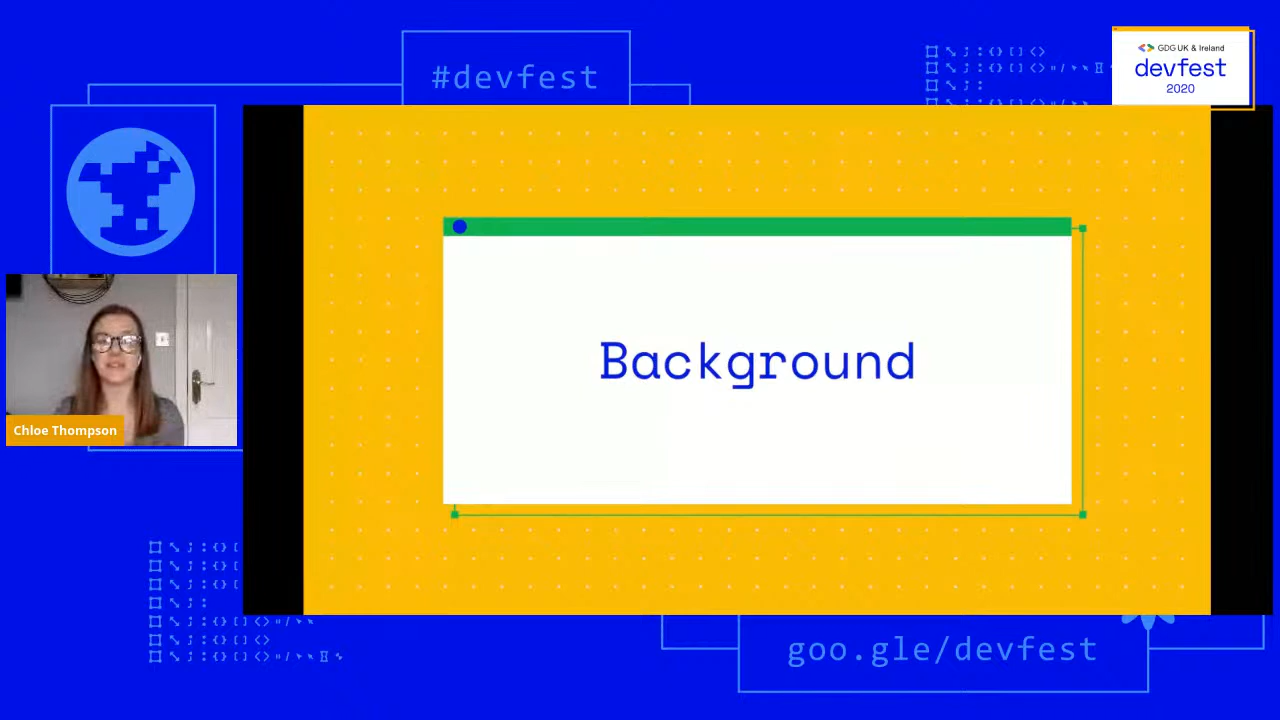 #devfest
GDG UK & Ireland
devfest
2020
Background
Chloe Thompson
goo.gle/devfest